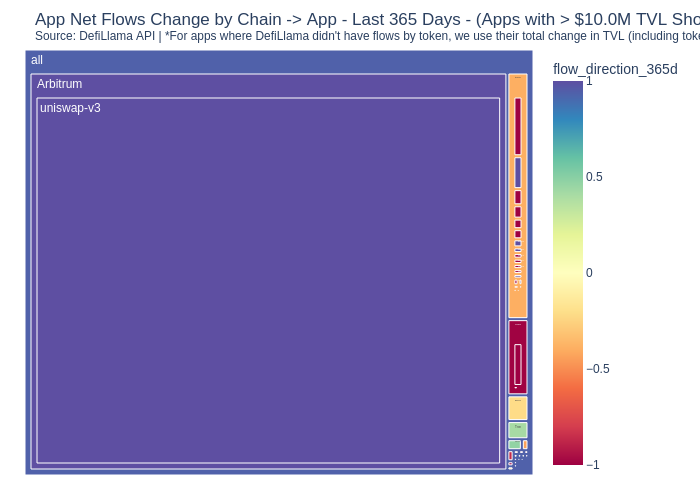 App Net Flows Change by Chain -> App - Last 365 Days - (Apps with > $10.0M TVL Sho
Source: DefiLlama API | *For apps where DefiLlama didn't have flows by token, we use their total change in TVL (including toke
all
Arbitrum
uniswap-v3
flow_direction_365d
1
0.5
0
−0.5
−1